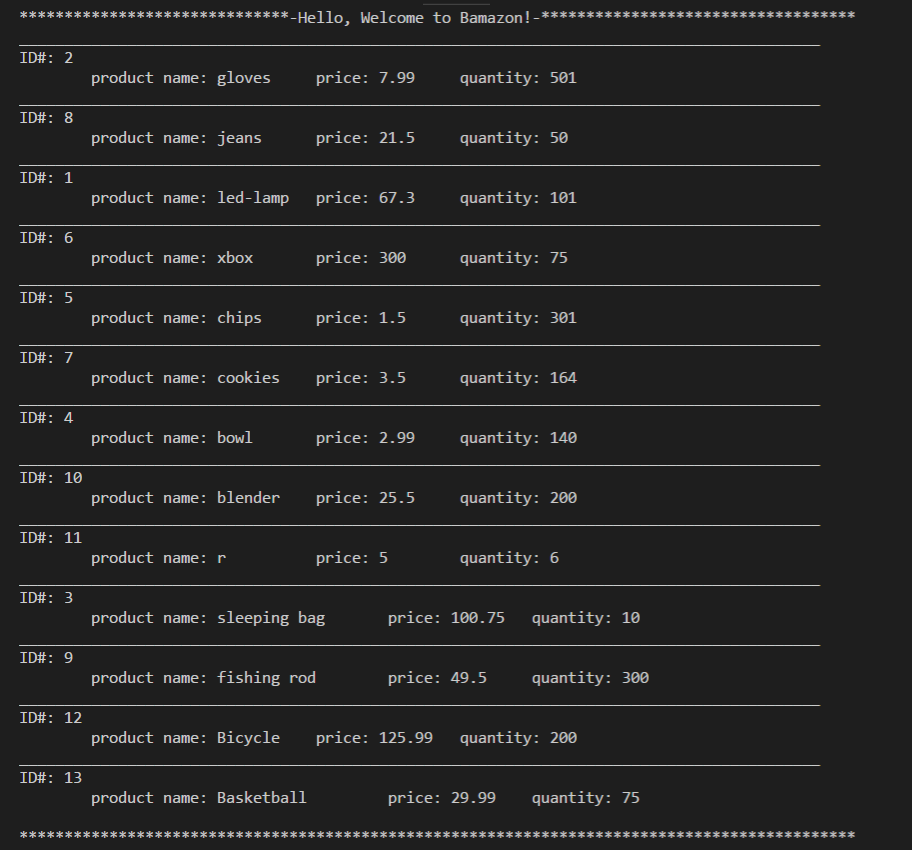 ******************************-Hello, Welcome to Bamazon!-***********************************
ID#: 2
product name: gloves price: 7.99 quantity: 501
ID#: 8
product name: jeans price: 21.5 quantity: 50
ID#: 1
product name: led-lamp price: 67.3 quantity: 101
ID#: 6
product name: xbox price: 300 quantity: 75
ID#: 5
product name: chips price: 1.5 quantity: 301
ID#: 7
product name: cookies price: 3.5 quantity: 164
ID#: 4
product name: bowl price: 2.99 quantity: 140
ID#: 10
product name: blender price: 25.5 quantity: 200
ID#: 11
product name: r price: 5 quantity: 6
ID#: 3
product name: sleeping bag price: 100.75 quantity: 10
ID#: 9
product name: fishing rod price: 49.5 quantity: 300
ID#: 12
product name: Bicycle price: 125.99 quantity: 200
ID#: 13
product name: Basketball price: 29.99 quantity: 75
*********************************************************************************************